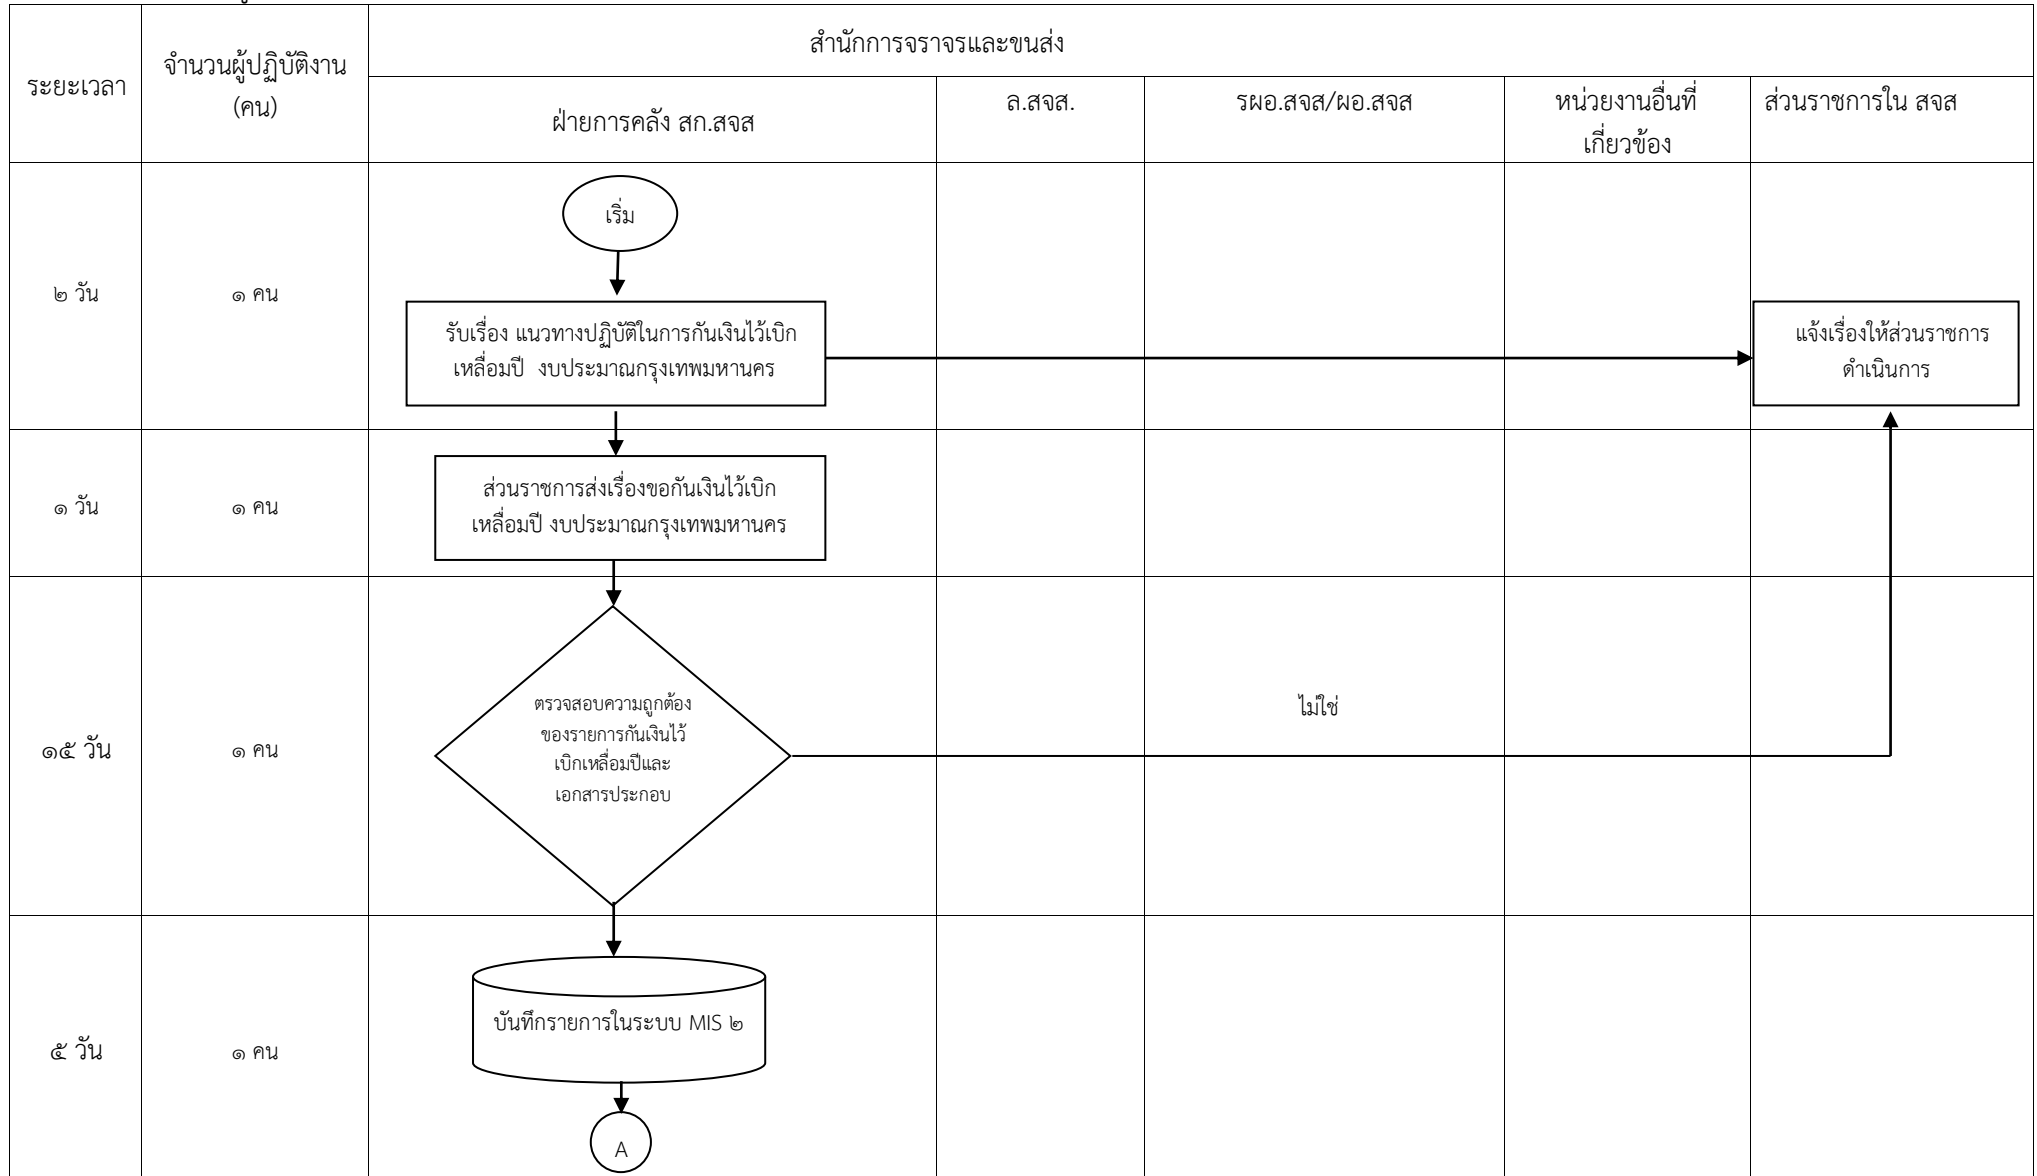 สำนักการจราจรและขนส่ง
ระยะเวลา
จำนวนผู้ปฏิบัติงาน
(คน)
ฝ่ายการคลัง สก.สจส
ล.สจส.
รผอ.สจส/ผอ.สจส
หน่วยงานอื่นที่
เกี่ยวข้อง
ส่วนราชการใน สจส
เริ่ม
๒ วัน
๑ คน
รับเรื่อง แนวทางปฏิบัติในการกันเงินไว้เบิก
เหลื่อมปี งบประมาณกรุงเทพมหานคร
แจ้งเรื่องให้ส่วนราชการ
ดำเนินการ
๑ วัน
๑ คน
ส่วนราชการส่งเรื่องขอกันเงินไว้เบิก
เหลื่อมปี งบประมาณกรุงเทพมหานคร
๑๕ วัน
๑ คน
ตรวจสอบความถูกต้อง
ของรายการกันเงินไว้
เบิกเหลื่อมปีและ
เอกสารประกอบ
ไม่ใช่
๕ วัน
๑ คน
บันทึกรายการในระบบ MIS ๒
A